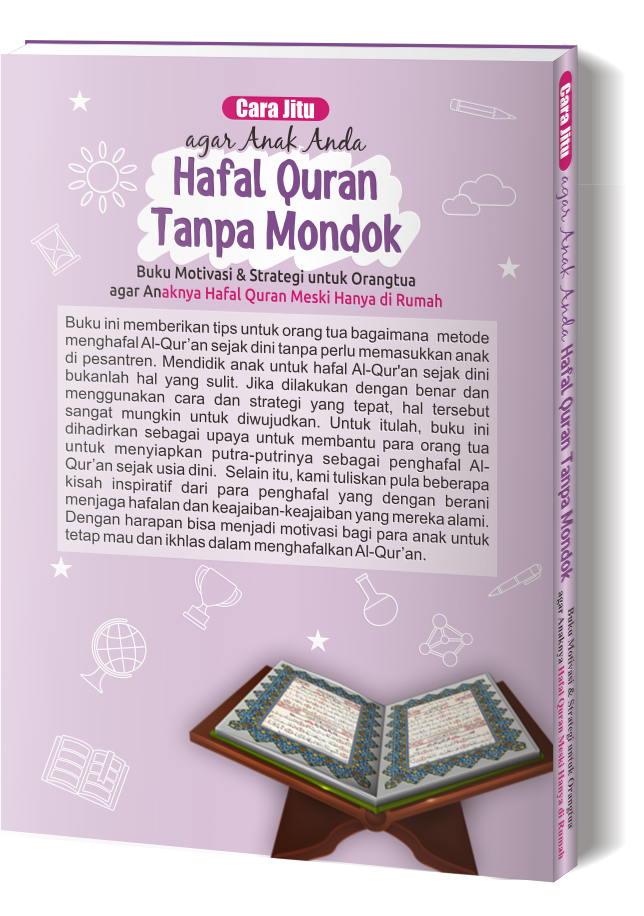 Cara Jitu
agar Anak Anda
Hafal Quran
Tanpa Mondok
Buku Motivasi & Strategi untuk Orangtua
agar Anaknya Hafal Quran Meski Hanya di Rumah
Buku ini memberikan tips untuk orang tua bagaimana metode
menghafal Al-Qur’an sejak dini tanpa perlu memasukkan anak
di pesantren. Mendidik anak untuk hafal Al-Qur'an sejak dini
bukanlah hal yang sulit. Jika dilakukan dengan benar dan
menggunakan cara dan strategi yang tepat, hal tersebut
sangat mungkin untuk diwujudkan. Untuk itulah, buku ini
dihadirkan sebagai upaya untuk membantu para orang tua
untuk menyiapkan putra-putrinya sebagai penghafal Al-
Qur’an sejak usia dini. Selain itu, kami tuliskan pula beberapa
kisah inspiratif dari para penghafal yang dengan berani
menjaga hafalan dan keajaiban-keajaiban yang mereka alami.
Dengan harapan bisa menjadi motivasi bagi para anak untuk
tetap mau dan ikhlas dalam menghafalkan Al-Qur’an.
Cara Jitu
agar Anak Anda Hafal Quran Tanpa Mondok
Buku Motivasi & Strategi untuk Orangtua
agar Anaknya Hafal Quran Meski Hanya di Rumah